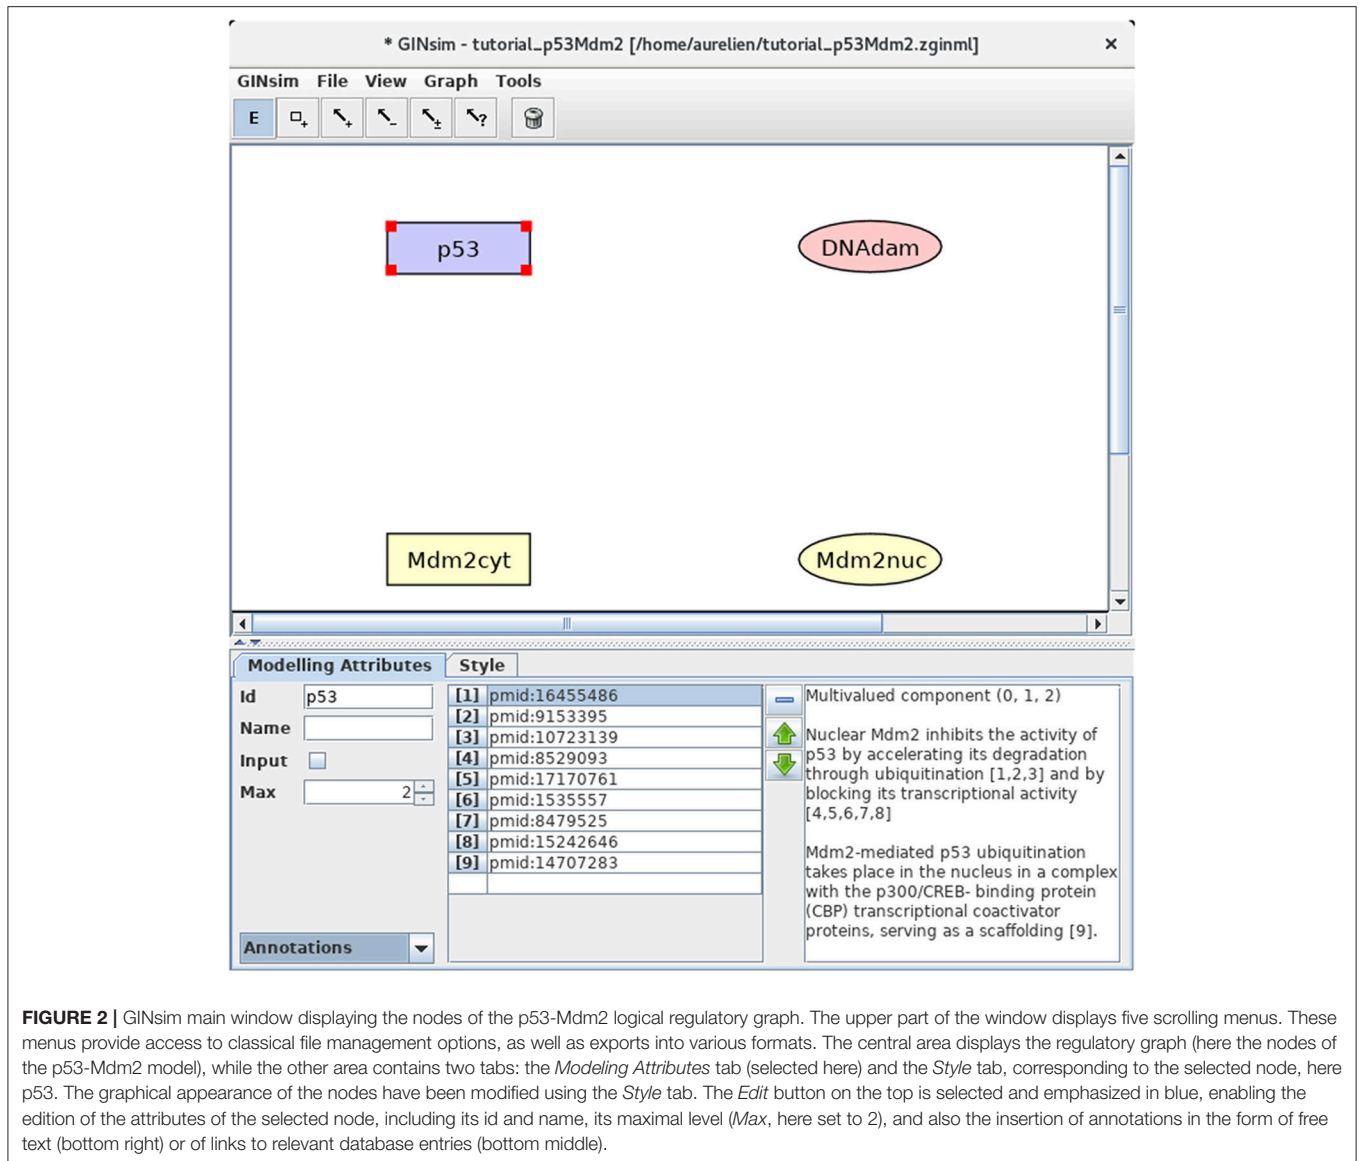 * GINsim - tutorial_p53Mdm2 [/home/aurelien/tutorial_p53Mdm2.zginml] ×
GINsim File View Graph Tools
E + + - ± ?
p53
DNAdam
Mdm2cyt
Mdm2nuc
Modelling Attributes Style
Id p53
Name
Input
Max 2
Annotations
[1] pmid:16455486
[2] pmid:9153395
[3] pmid:10723139
[4] pmid:8529093
[5] pmid:17170761
[6] pmid:1535557
[7] pmid:8479525
[8] pmid:15242646
[9] pmid:14707283
Multivalued component (0, 1, 2)
Nuclear Mdm2 inhibits the activity of
p53 by accelerating its degradation
through ubiquitination [1,2,3] and by
blocking its transcriptional activity
[4,5,6,7,8]
Mdm2-mediated p53 ubiquitination
takes place in the nucleus in a complex
with the p300/CREB- binding protein
(CBP) transcriptional coactivator
proteins, serving as a scaffolding [9].
FIGURE 2 | GINsim main window displaying the nodes of the p53-Mdm2 logical regulatory graph. The upper part of the window displays five scrolling menus. These
menus provide access to classical file management options, as well as exports into various formats. The central area displays the regulatory graph (here the nodes of
the p53-Mdm2 model), while the other area contains two tabs: the Modeling Attributes tab (selected here) and the Style tab, corresponding to the selected node, here
p53. The graphical appearance of the nodes have been modified using the Style tab. The Edit button on the top is selected and emphasized in blue, enabling the
edition of the attributes of the selected node, including its id and name, its maximal level (Max, here set to 2), and also the insertion of annotations in the form of free
text (bottom right) or of links to relevant database entries (bottom middle).